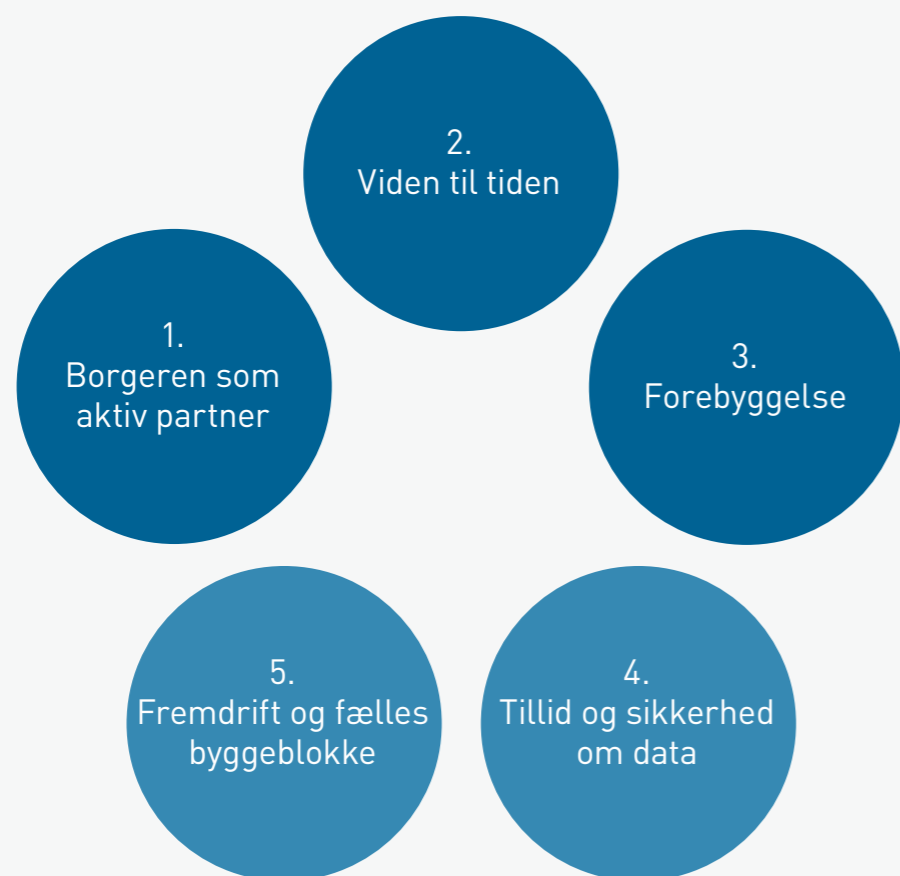 1.
Borgeren som
aktiv partner
2.
Viden til tiden
3.
Forebyggelse
4.
Tillid og sikkerhed
om data
5.
Fremdrift og fælles
byggeblokke